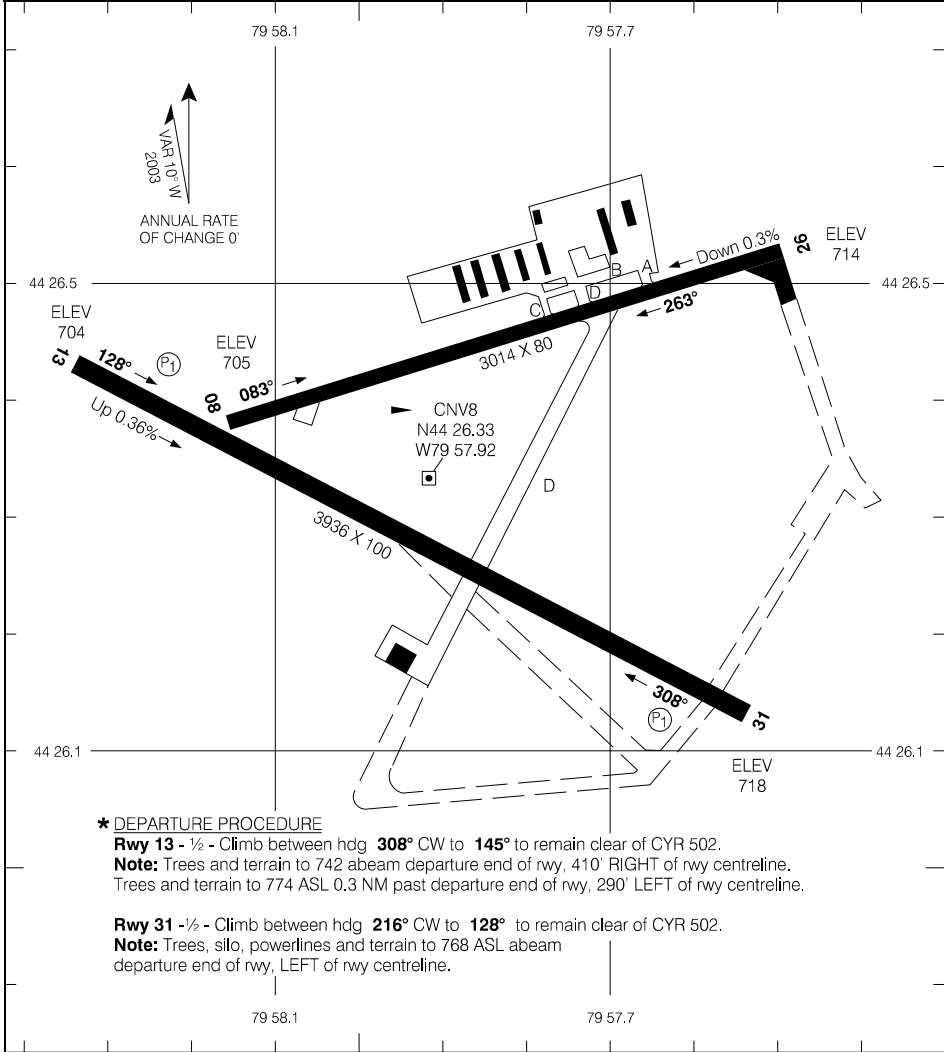 79 58.1
79 57.7
VAR 10° W
2003
ANNUAL RATE
OF CHANGE 0'
26
ELEV
714
Down 0.3%
A
B
44 26.5
44 26.5
263°
D
C
ELEV
704
13
128°
P1
ELEV
705
3014 X 80
08
083°
Up 0.36%
CNV8
N44 26.33
W79 57.92
D
3936 X 100
308°
P1
31
44 26.1
44 26.1
ELEV
718
* DEPARTURE PROCEDURE
Rwy 13 - ½ - Climb between hdg 308° CW to 145° to remain clear of CYR 502.
Note: Trees and terrain to 742 abeam departure end of rwy, 410' RIGHT of rwy centreline.
Trees and terrain to 774 ASL 0.3 NM past departure end of rwy, 290' LEFT of rwy centreline.
Rwy 31 -½ - Climb between hdg 216° CW to 128° to remain clear of CYR 502.
Note: Trees, silo, powerlines and terrain to 768 ASL abeam
departure end of rwy, LEFT of rwy centreline.
79 58.1
79 57.7